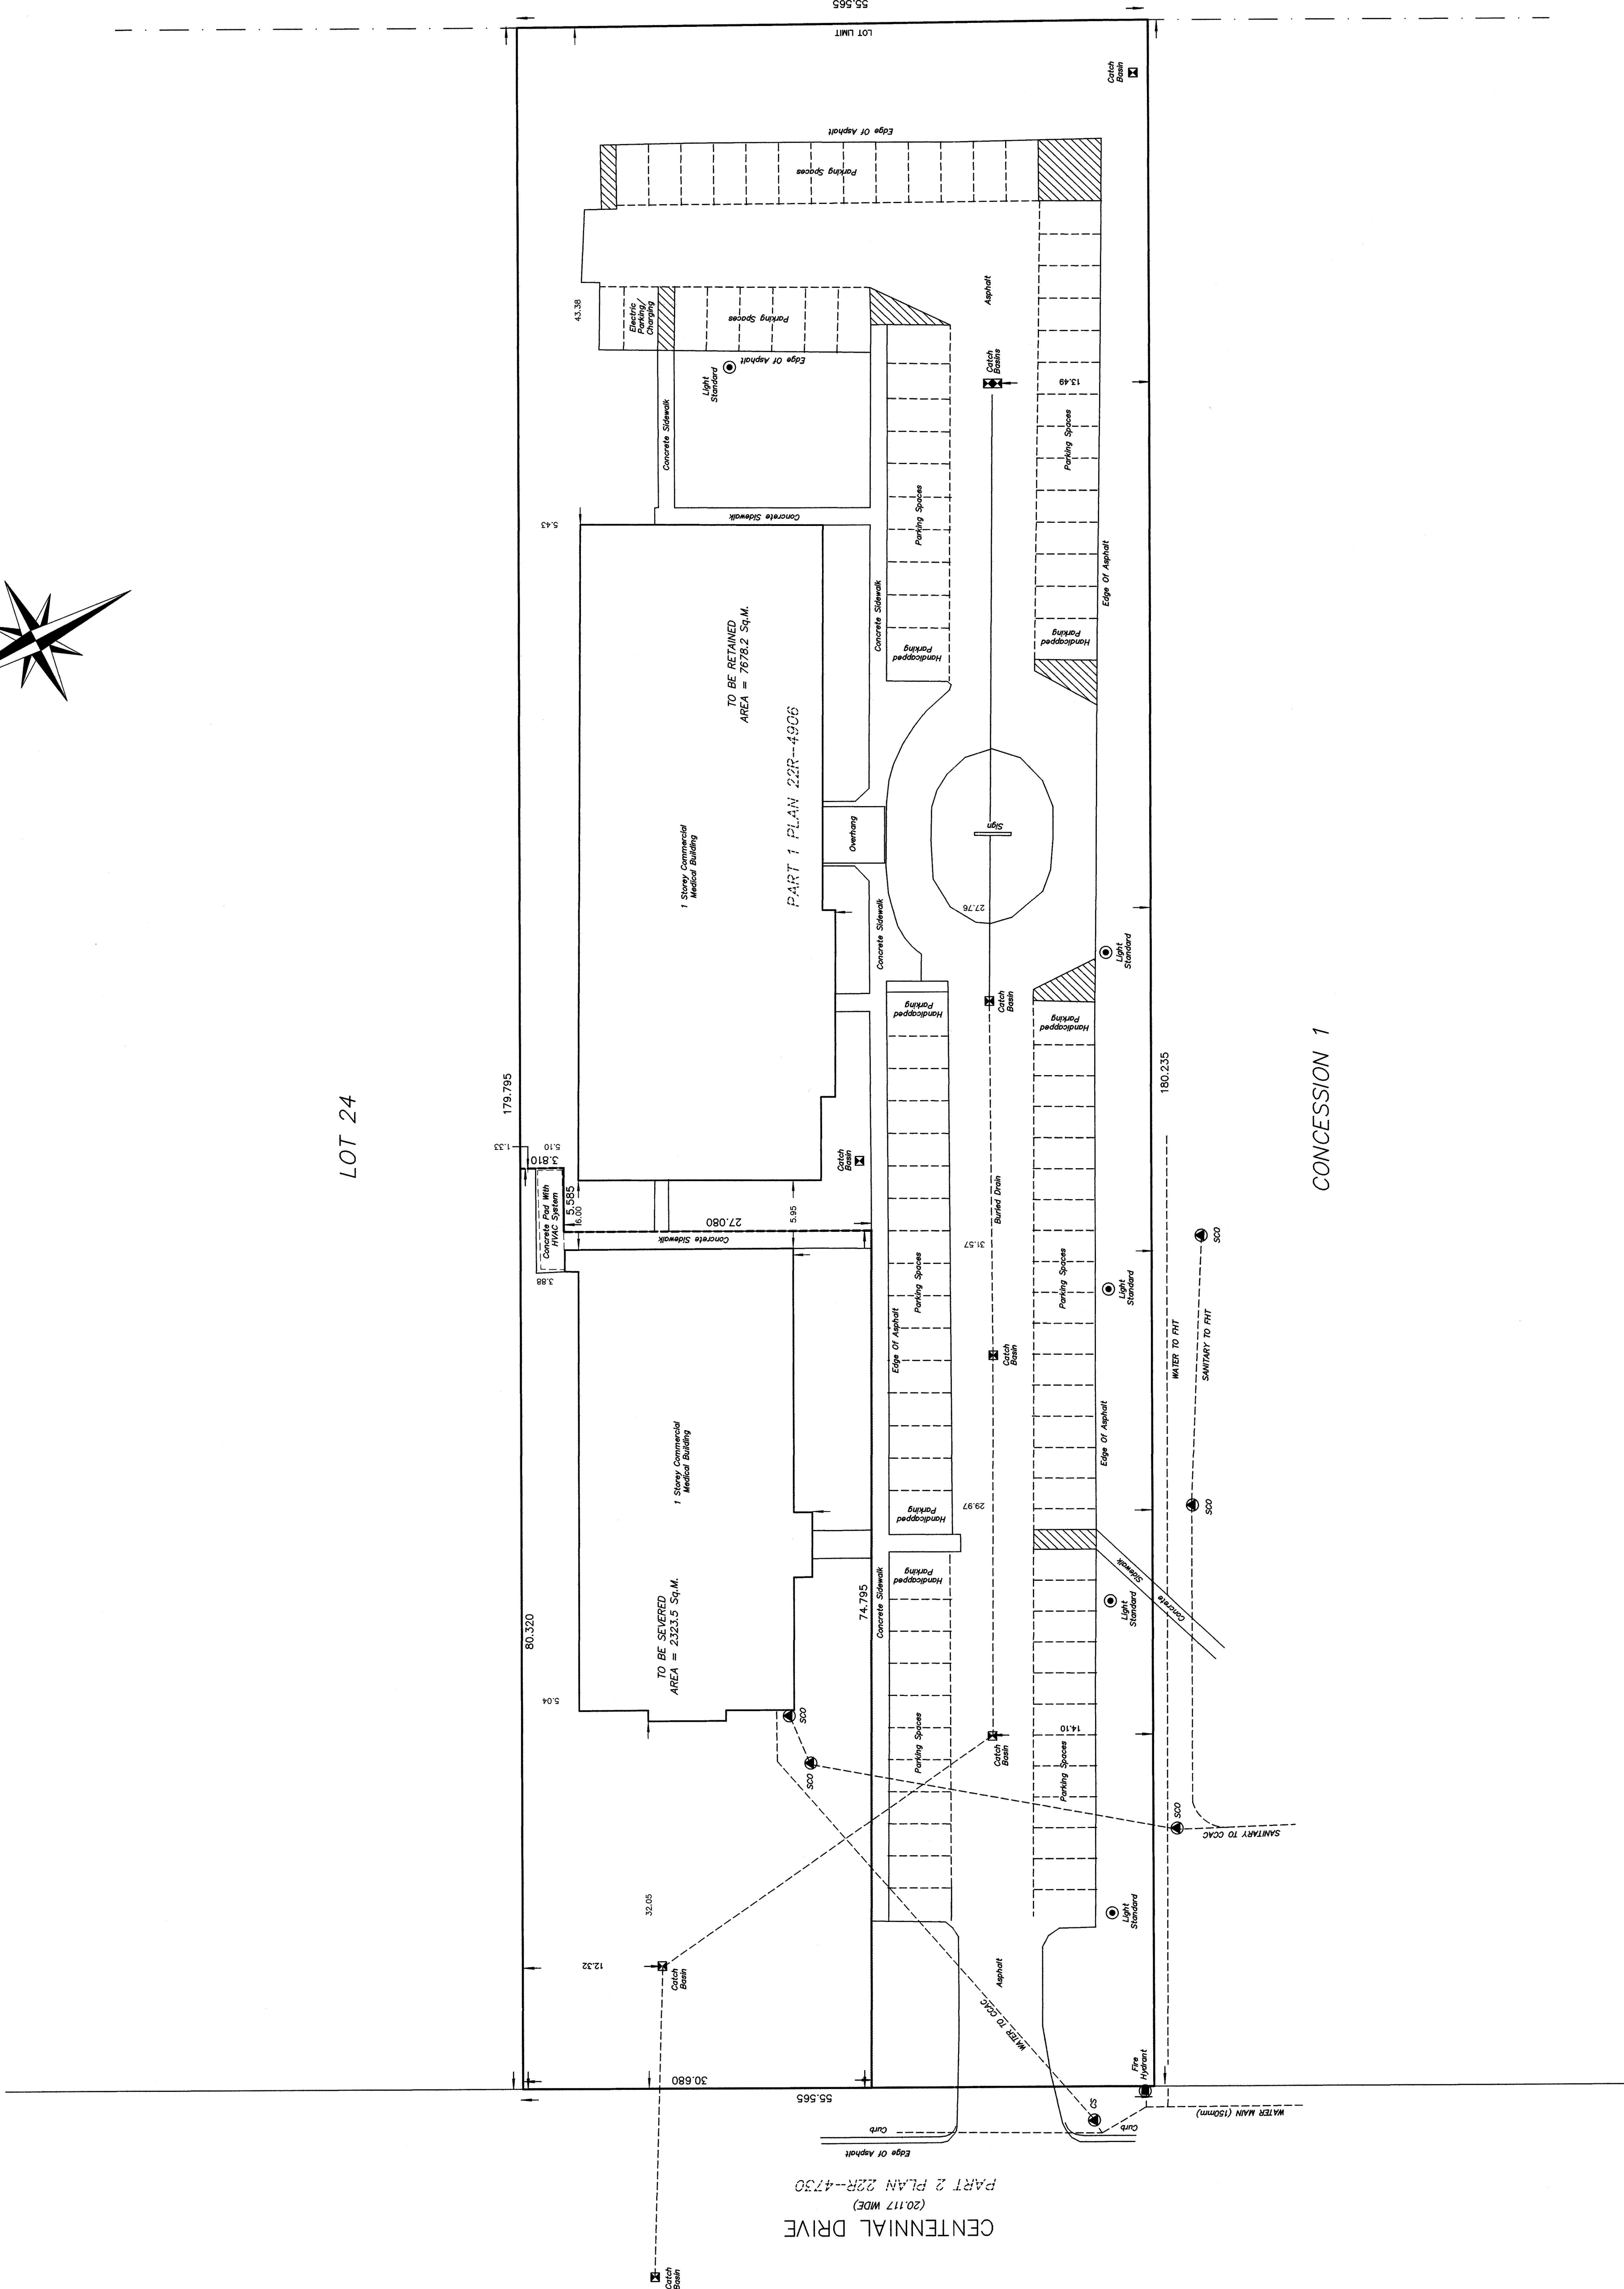 55.565
LOT LIMIT
Catch
Basin
Edge Of Asphalt
Parking Spaces
43.38
Electric
Parking/
Charging
Parking Spaces
Asphalt
Edge Of Asphalt
Light
Standard
Catch
Basins
13.49
Concrete Sidewalk
Parking Spaces
Parking Spaces
5.43
Concrete Sidewalk
Edge Of Asphalt
Concrete Sidewalk
TO BE RETAINED
AREA = 7678.2 Sq.M.
Handicapped
Parking
Handicapped
Parking
PART 1 PLAN 22R--4906
1 Storey Commercial
Medical Building
Overhang
Sign
27.76
Concrete Sidewalk
Light
Standard
Catch
Basin
Handicapped
Parking
Handicapped
Parking
LOT 24
179.795
180.235
CONCESSION 1
1.33
5.10
3.810
Catch
Basin
Concrete Pad With
HVAC System
5.585
6.00
27.080
5.95
Buried Drain
Concrete Sidewalk
31.57
SCO
3.88
Parking Spaces
Parking Spaces
Light
Standard
Edge Of Asphalt
Catch
Basin
WATER TO FHT
SANITARY TO FHT
1 Storey Commercial
Medical Building
Edge Of Asphalt
Handicapped
Parking
29.97
SCO
Handicapped
Parking
Concrete Sidewalk
Concrete
Sidewalk
Light
Standard
74.795
80.320
TO BE SEVERED
AREA = 2323.5 Sq.M.
5.04
SCO
SCO
Parking Spaces
Catch
Basin
14.10
Parking Spaces
SCO
SANITARY TO CCAC
32.05
Light
Standard
12.32
Catch
Basin
Asphalt
WATER TO CCAC
30.680
55.565
Fire
Hydrant
CS
Curb
Curb
WATER MAIN (150mm)
Edge Of Asphalt
PART 2 PLAN 22R--4730
(20.117 WIDE)
CENTENNIAL DRIVE
Catch
Basin